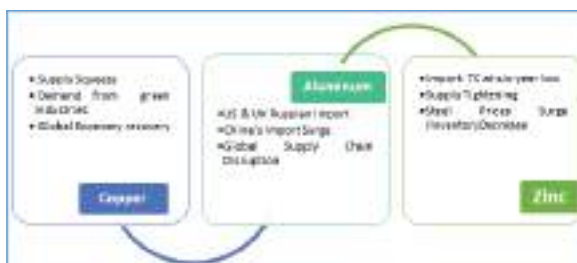 •Supply Squeeze
•Demand from green
industries
•Global Economy recovery
Copper
Aluminum
•US & UK Russian Import
•China's Import Surge
•Global Supply Chain
Disruption
•Import TC at six-year low
•Supply Tightening
•Steel Prices Surge
(Inventory Decrease
Zinc